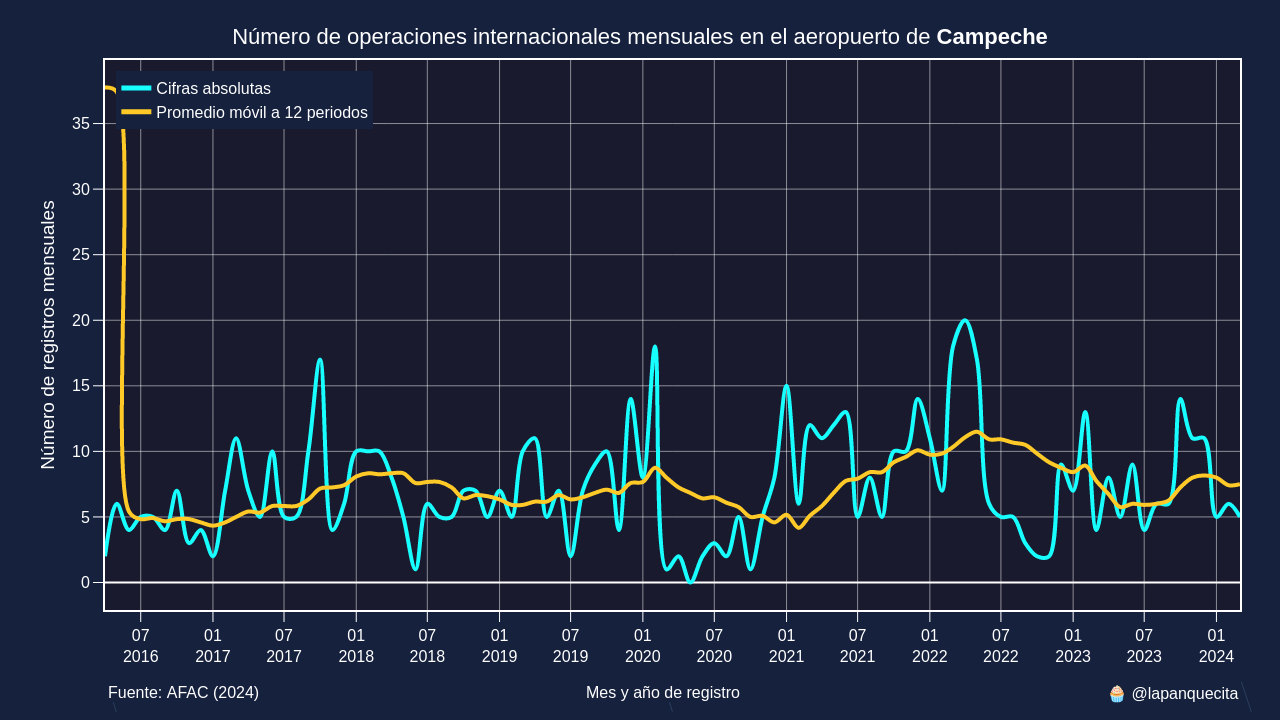 Número de operaciones internacionales mensuales en el aeropuerto de Campeche
Cifras absolutas
Promedio móvil a 12 periodos
Número de registros mensuales
35
30
25
20
15
10
5
0
07 01 07 01 07 01 07 01 07 01 07 01 07 01 07 01
2016 2017 2017 2018 2018 2019 2019 2020 2020 2021 2021 2022 2022 2023 2023 2024
Fuente: AFAC (2024)
Mes y año de registro
🧁 @lapanquecita